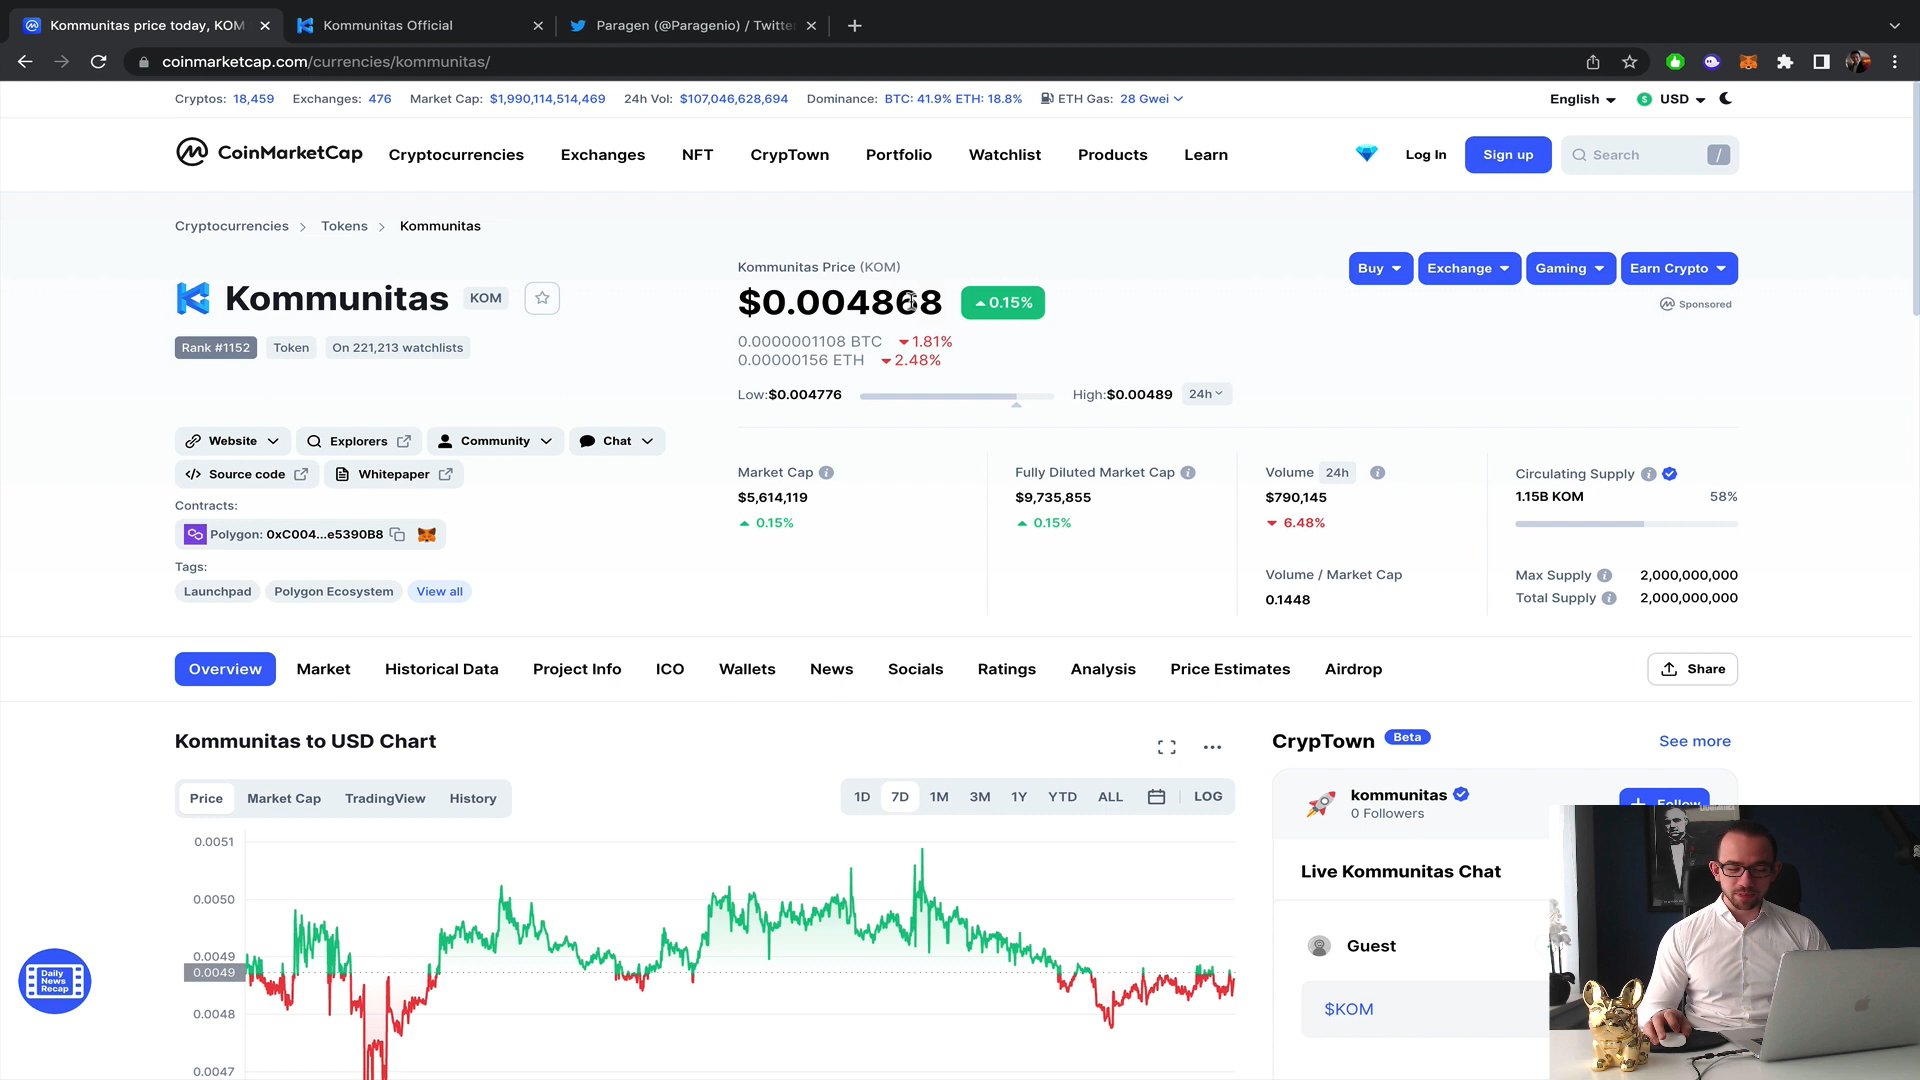 Kommunitas price today, KOM
Kommunitas Official
Paragen (@Paragenio) / Twitte
coinmarketcap.com/currencies/kommunitas/
Cryptos: 18,459 Exchanges: 476 Market Cap: $1,990,114,514,469 24h Vol: $107,046,628,694 Dominance: BTC: 41.9% ETH: 18.8% ETH Gas: 28 Gwei
English USD
CoinMarketCap
Cryptocurrencies Exchanges NFT CrypTown Portfolio Watchlist Products Learn
Log In Sign up Search /
Cryptocurrencies > Tokens > Kommunitas
Kommunitas KOM
Rank #1152 Token On 221,213 watchlists
Kommunitas Price (KOM)
$0.004868 0.15%
0.0000001108 BTC 1.81%
0.00000156 ETH 2.48%
Low:$0.004776 High:$0.00489 24h
Buy Exchange Gaming Earn Crypto
Sponsored
Website Explorers Community Chat
Source code Whitepaper
Contracts:
Polygon: 0xC004...e5390B8
Tags:
Launchpad Polygon Ecosystem View all
Market Cap
$5,614,119
0.15%
Fully Diluted Market Cap
$9,735,855
0.15%
Volume 24h
$790,145
6.48%
Volume / Market Cap
0.1448
Circulating Supply
1.15B KOM 58%
Max Supply 2,000,000,000
Total Supply 2,000,000,000
Overview Market Historical Data Project Info ICO Wallets News Socials Ratings Analysis Price Estimates Airdrop Share
Kommunitas to USD Chart
Price Market Cap TradingView History
1D 7D 1M 3M 1Y YTD ALL LOG
0.0051
0.0050
0.0049
0.0049
0.0048
0.0047
CrypTown Beta See more
kommunitas
0 Followers
+ Follow
Live Kommunitas Chat
Guest
$KOM
Daily
News
Recap